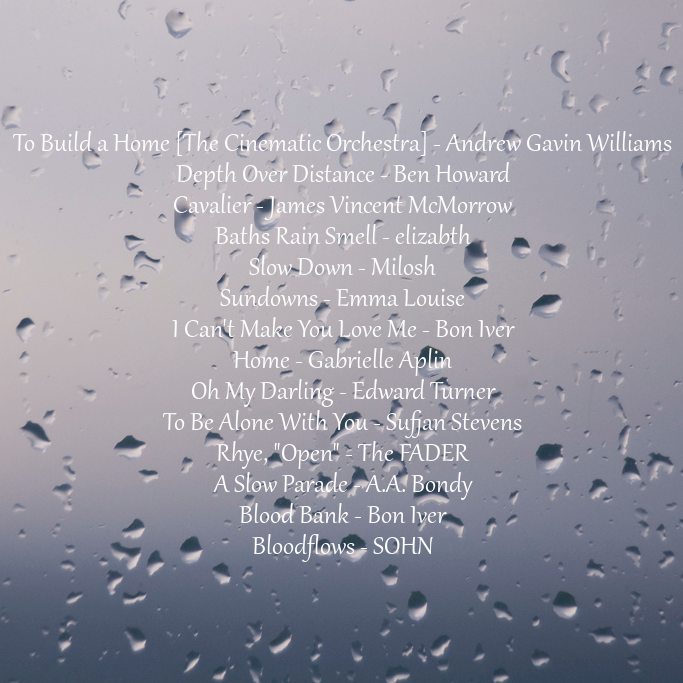 To Build a Home [The Cinematic Orchestra] - Andrew Gavin Williams
Depth Over Distance - Ben Howard
Cavalier - James Vincent McMorrow
Baths Rain Smell - elizabth
Slow Down - Milosh
Sundowns - Emma Louise
I Can't Make You Love Me - Bon Iver
Home - Gabrielle Aplin
Oh My Darling - Edward Turner
To Be Alone With You - Sufjan Stevens
Rhye, "Open" - The FADER
A Slow Parade - A.A. Bondy
Blood Bank - Bon Iver
Bloodflows - SOHN